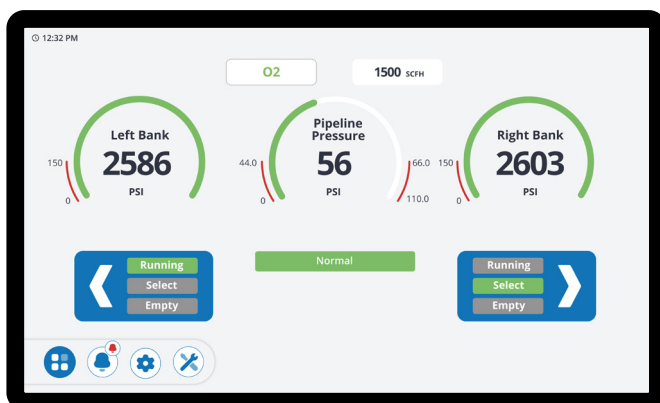 12:32 PM
O2
1500 SCFH
Left Bank
2586
PSI
150
0
Pipeline
Pressure
56
PSI
44.0
0
66.0
110.0
Right Bank
2603
PSI
150
0
Running
Select
Empty
Normal
Running
Select
Empty